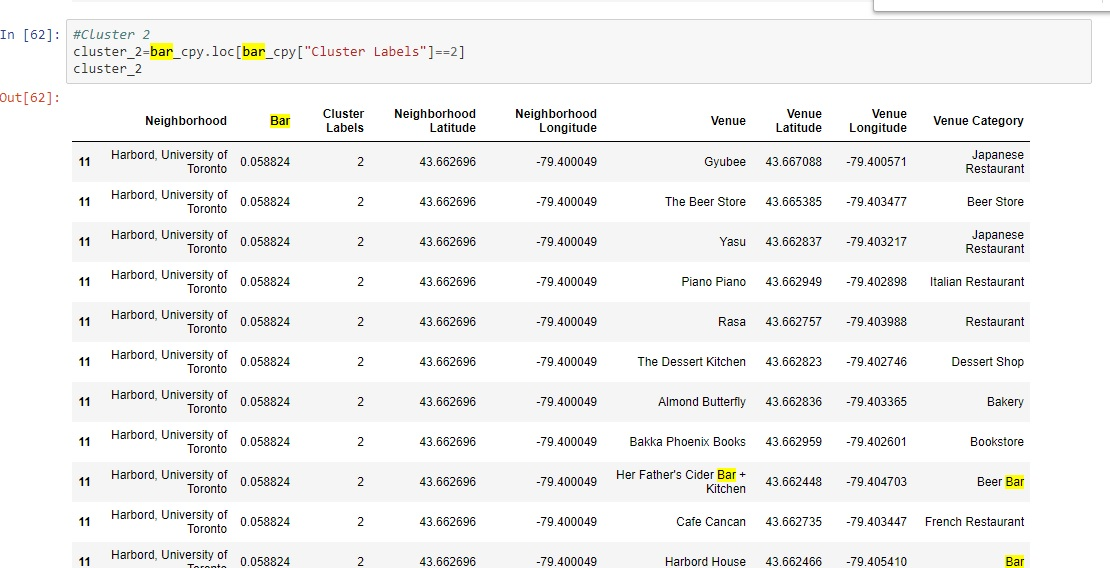 In [62]: #Cluster 2
cluster_2=bar_cpy.loc[bar_cpy["Cluster Labels"]==2]
cluster_2
Out[62]:
Neighborhood Bar Cluster Labels Neighborhood Latitude Neighborhood Longitude Venue Venue Latitude Venue Longitude Venue Category
11 Harbord, University of Toronto 0.058824 2 43.662696 -79.400049 Gyubee 43.667088 -79.400571 Japanese Restaurant
11 Harbord, University of Toronto 0.058824 2 43.662696 -79.400049 The Beer Store 43.665385 -79.403477 Beer Store
11 Harbord, University of Toronto 0.058824 2 43.662696 -79.400049 Yasu 43.662837 -79.403217 Japanese Restaurant
11 Harbord, University of Toronto 0.058824 2 43.662696 -79.400049 Piano Piano 43.662949 -79.402898 Italian Restaurant
11 Harbord, University of Toronto 0.058824 2 43.662696 -79.400049 Rasa 43.662757 -79.403988 Restaurant
11 Harbord, University of Toronto 0.058824 2 43.662696 -79.400049 The Dessert Kitchen 43.662823 -79.402746 Dessert Shop
11 Harbord, University of Toronto 0.058824 2 43.662696 -79.400049 Almond Butterfly 43.662836 -79.403365 Bakery
11 Harbord, University of Toronto 0.058824 2 43.662696 -79.400049 Bakka Phoenix Books 43.662959 -79.402601 Bookstore
11 Harbord, University of Toronto 0.058824 2 43.662696 -79.400049 Her Father's Cider Bar + Kitchen 43.662448 -79.404703 Beer Bar
11 Harbord, University of Toronto 0.058824 2 43.662696 -79.400049 Cafe Cancan 43.662735 -79.403447 French Restaurant
11 Harbord, University of Toronto 0.058824 2 43.662696 -79.400049 Harbord House 43.662466 -79.405410 Bar